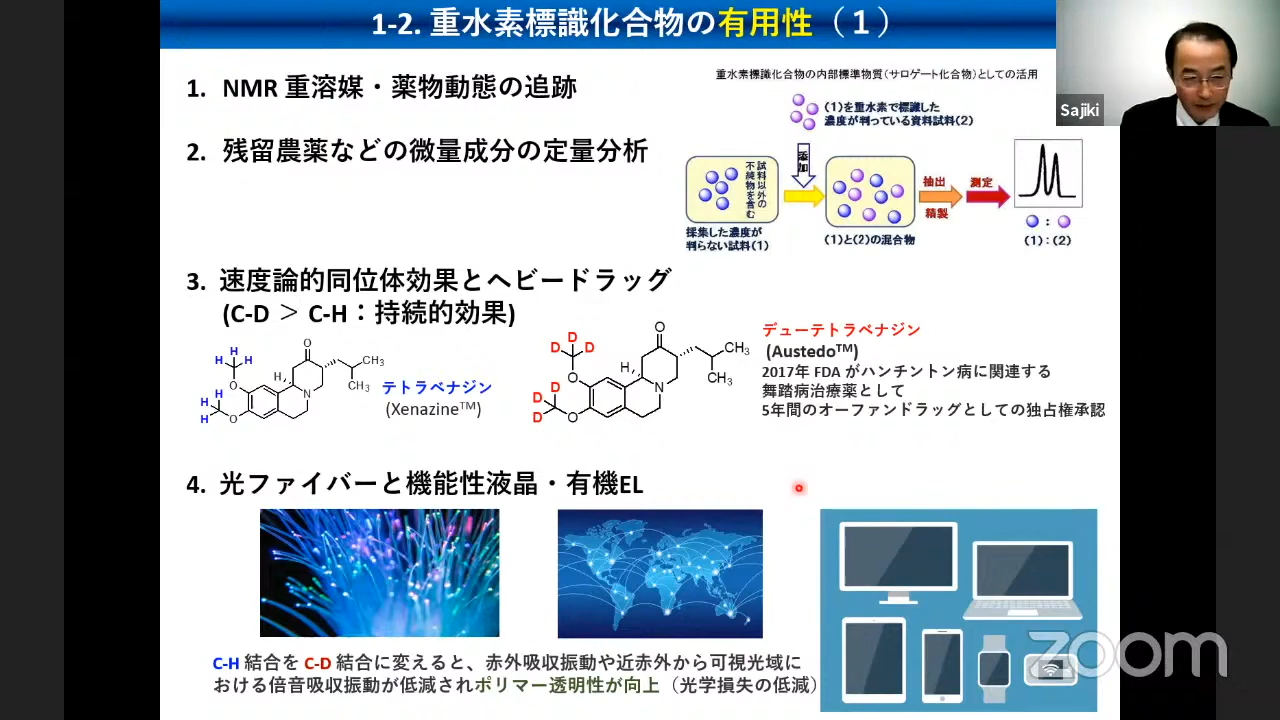 1-2. 重水素標識化合物の有用性（１）
Sajiki
1. NMR 重溶媒・薬物動態の追跡
2. 残留農薬などの微量成分の定量分析
重水素標識化合物の内部標準物質（サロゲート化合物）としての活用
(1)を重水素で標識した
濃度が判っている資料試料(2)
添加
試料以外の
不純物を含む
抽出
精製
測定
採集した濃度が
判らない試料(1)
(1)と(2)の混合物
:
(1):(2)
3. 速度論的同位体効果とヘビードラッグ
(C-D ＞ C-H：持続的効果)
H
H H
O
CH3
CH3
H
O
N
H
H
H
O
テトラベナジン
(Xenazine™)
D
D D
O
CH3
CH3
H
O
N
D
D
D
O
デューテトラベナジン
(Austedo™)
2017年 FDA がハンチントン病に関連する
舞踏病治療薬として
5年間のオーファンドラッグとしての独占権承認
4. 光ファイバーと機能性液晶・有機EL
C-H 結合を C-D 結合に変えると、赤外吸収振動や近赤外から可視光域に
おける倍音吸収振動が低減されポリマー透明性が向上（光学損失の低減）
zoom